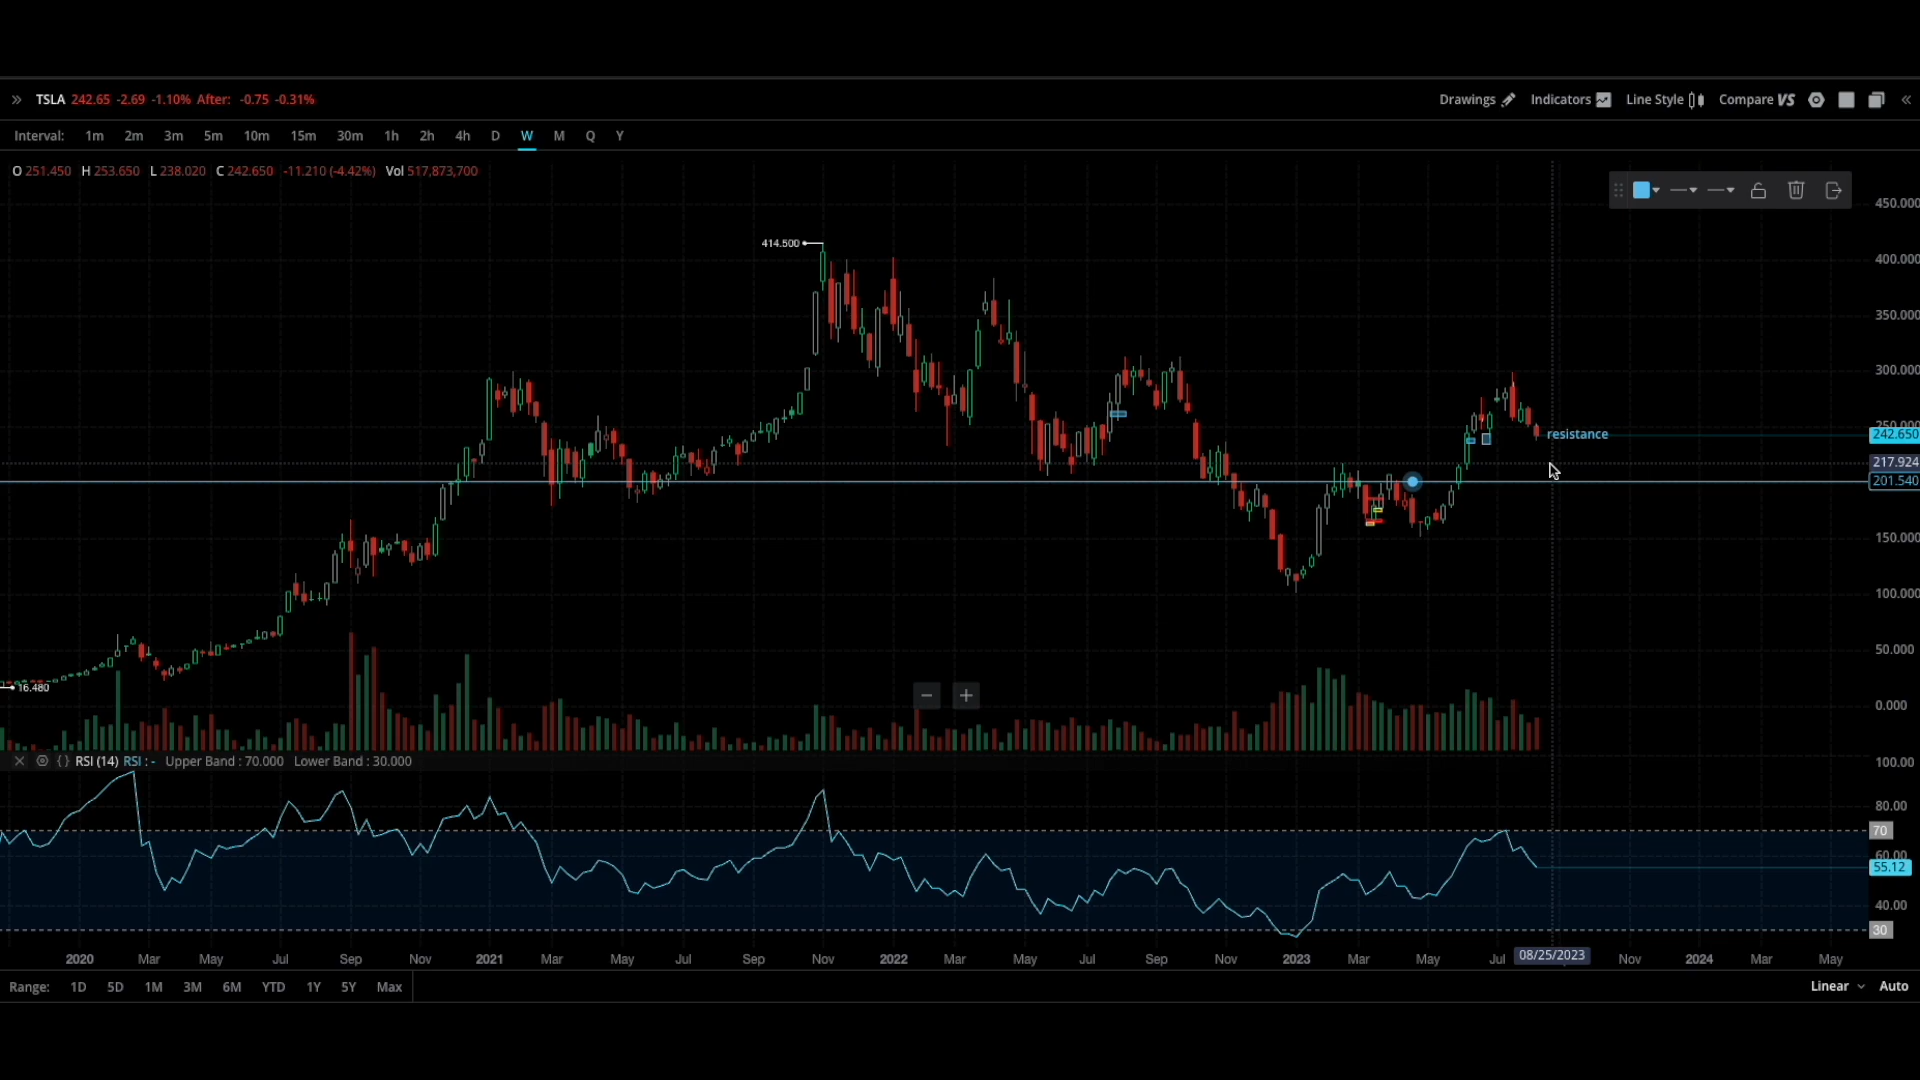 TSLA 242.65 -2.69 -1.10% After: -0.75 -0.31% Drawings Indicators Line Style Compare VS
Interval: 1m 2m 3m 5m 10m 15m 30m 1h 2h 4h D W M Q Y
O 251.450 H 253.650 L 238.020 C 242.650 -11.210 (-4.42%) Vol 517,873,700
450.000
414.500
400.000
350.000
300.000
250.000
resistance 242.650
217.924
201.540
150.000
100.000
50.000
16.480
0.000
RSI (14) RSI : - Upper Band : 70.000 Lower Band : 30.000 100.00
80.00
70
60.00
55.12
40.00
30
2020 Mar May Jul Sep Nov 2021 Mar May Jul Sep Nov 2022 Mar May Jul Sep Nov 2023 Mar May Jul 08/25/2023 Nov 2024 Mar May
Range: 1D 5D 1M 3M 6M YTD 1Y 5Y Max Linear Auto